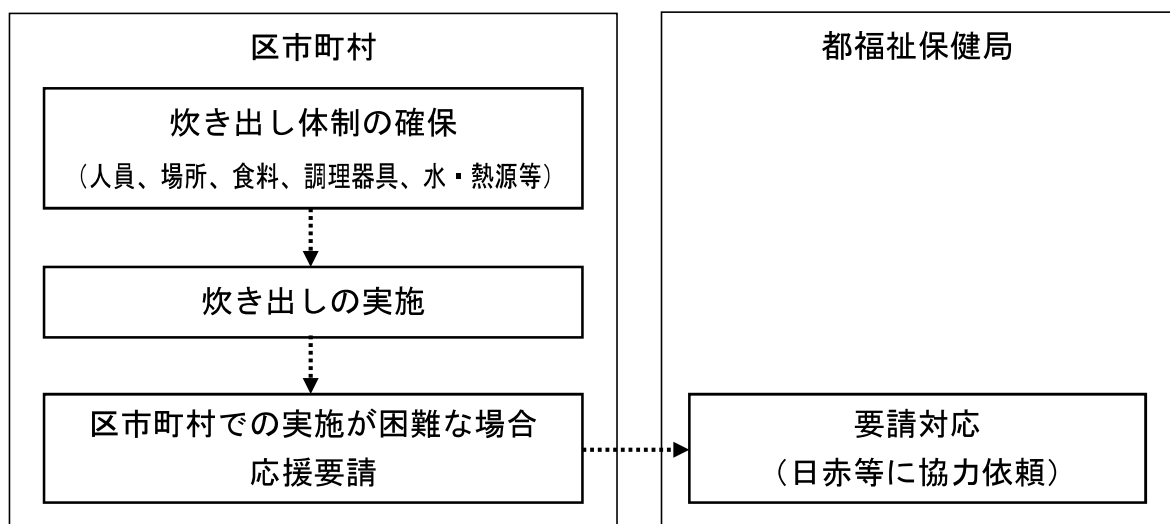 区市町村
炊き出し体制の確保
（人員、場所、食料、調理器具、水・熱源等）
炊き出しの実施
区市町村での実施が困難な場合
応援要請
都福祉保健局
要請対応
（日赤等に協力依頼）